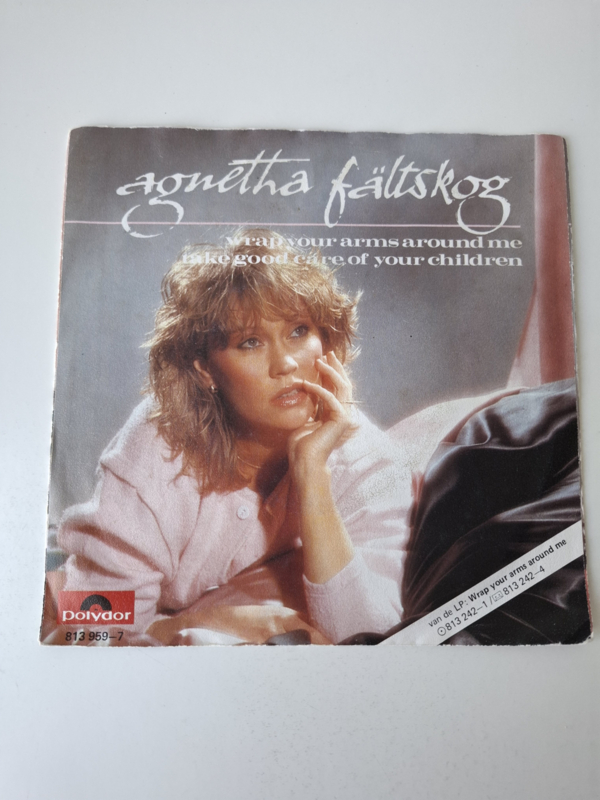 agnetha fältskog
wrap your arms around me
take good care of your children
van de LP: Wrap your arms around me
813 242-1 / 813 242-4
polydor
813 959-7